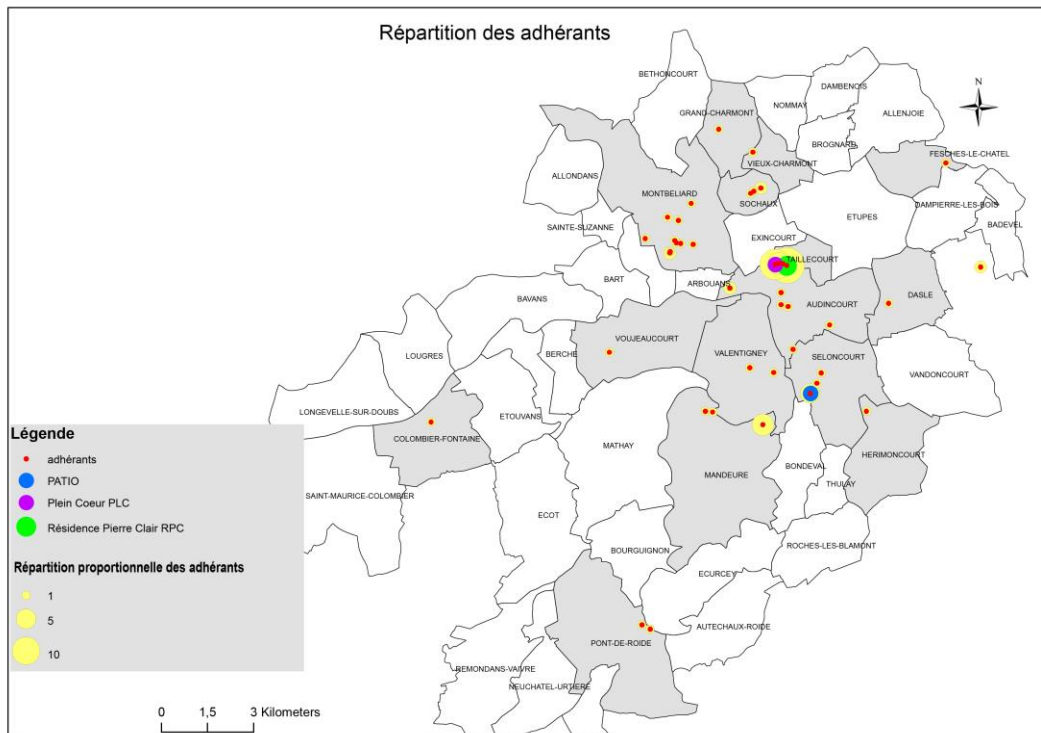 Répartition des adhérants
BETHONCOURT
DAMBENOIS
NOMMAY
N
GRAND-CHARMONT
ALLENJOIE
BROGNARD
FESCHES-LE-CHATEL
VIEUX-CHARMONT
ALLONDANS
MONTBELIARD
SOCHAUX
DAMPIERRE-LES-BOIS
ETUPES
BADEVEL
SAINTE-SUZANNE
EXINCOURT
TAILLECOURT
BART
ARBOUANS
BAVANS
DASLE
AUDINCOURT
VOUJEAUCOURT
VALENTIGNEY
LOUGRES
BERCHE
SELONCOURT
VANDONCOURT
LONGEVELLE-SUR-DOUBS
ETOUVANS
COLOMBIER-FONTAINE
MATHAY
HERIMONCOURT
BONDEVAL
MANDEURE
THULAY
SAINT-MAURICE-COLOMBIER
ECOT
ROCHES-LES-BLAMONT
BOURGUIGNON
ECURCEY
AUTECHAUX-ROIDE
PONT-DE-ROIDE
REMONDANS-VAIVRE
NEUCHATEL-URTIERE
Légende
adhérants
PATIO
Plein Coeur PLC
Résidence Pierre Clair RPC
Répartition proportionnelle des adhérants
1
5
10
0 1,5 3 Kilometers